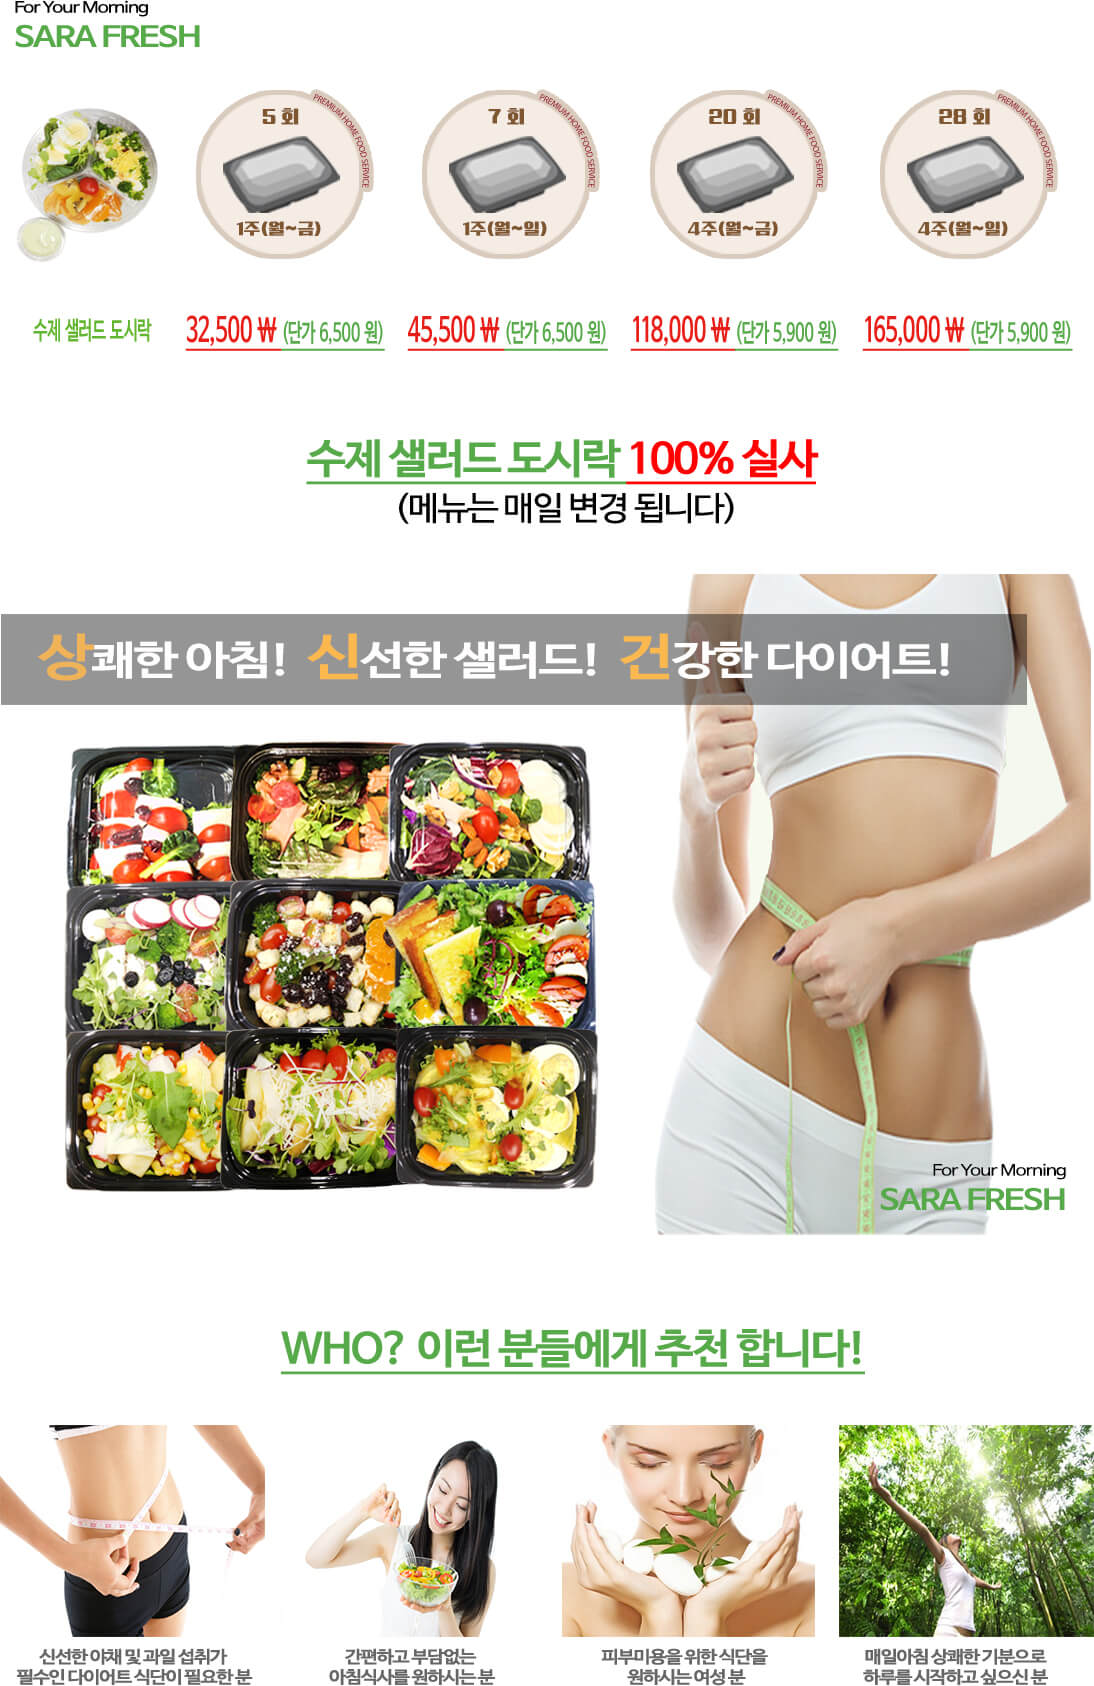 For Your Morning
SARA FRESH
5 회
PREMIUM HOME FOOD SERVICE
1주(월~금)
7 회
PREMIUM HOME FOOD SERVICE
1주(월~일)
20 회
PREMIUM HOME FOOD SERVICE
4주(월~금)
28 회
PREMIUM HOME FOOD SERVICE
4주(월~일)
수제 샐러드 도시락
32,500 ₩ (단가 6,500 원)
45,500 ₩ (단가 6,500 원)
118,000 ₩ (단가 5,900 원)
165,000 ₩ (단가 5,900 원)
수제 샐러드 도시락 100% 실사
(메뉴는 매일 변경 됩니다)
상쾌한 아침! 신선한 샐러드! 건강한 다이어트!
For Your Morning
SARA FRESH
WHO? 이런 분들에게 추천 합니다!
신선한 야채 및 과일 섭취가
필수인 다이어트 식단이 필요한 분
간편하고 부담없는
아침식사를 원하시는 분
피부미용을 위한 식단을
원하시는 여성 분
매일아침 상쾌한 기분으로
하루를 시작하고 싶으신 분